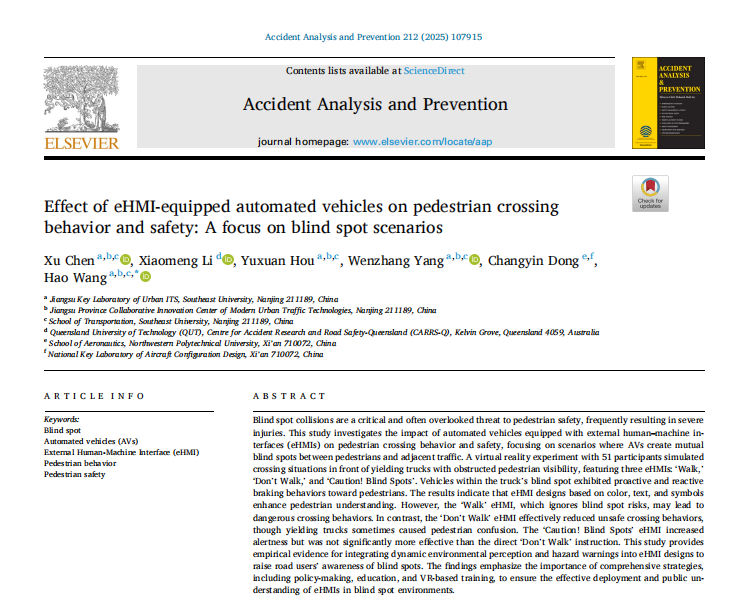 Accident Analysis and Prevention 212 (2025) 107915
Contents lists available at ScienceDirect
Accident Analysis and Prevention
journal homepage: www.elsevier.com/locate/aap
ELSEVIER
ACCIDENT
ANALYSIS
&
PREVENTION
Check for
updates
Effect of eHMI-equipped automated vehicles on pedestrian crossing
behavior and safety: A focus on blind spot scenarios
Xu Chen a,b,c, Xiaomeng Li d, Yuxuan Hou a,b,c, Wenzhang Yang a,b,c, Changyin Dong e,f,
Hao Wang a,b,c,*
a Jiangsu Key Laboratory of Urban ITS, Southeast University, Nanjing 211189, China
b Jiangsu Province Collaborative Innovation Center of Modern Urban Traffic Technologies, Nanjing 211189, China
c School of Transportation, Southeast University, Nanjing 211189, China
d Queensland University of Technology (QUT), Centre for Accident Research and Road Safety-Queensland (CARRS-Q), Kelvin Grove, Queensland 4059, Australia
e School of Aeronautics, Northwestern Polytechnical University, Xi'an 710072, China
f National Key Laboratory of Aircraft Configuration Design, Xi'an 710072, China
ARTICLE INFO
Keywords:
Blind spot
Automated vehicles (AVs)
External Human-Machine Interface (eHMI)
Pedestrian behavior
Pedestrian safety
ABSTRACT
Blind spot collisions are a critical and often overlooked threat to pedestrian safety, frequently resulting in severe
injuries. This study investigates the impact of automated vehicles equipped with external human–machine in-
terfaces (eHMIs) on pedestrian crossing behavior and safety, focusing on scenarios where AVs create mutual
blind spots between pedestrians and adjacent traffic. A virtual reality experiment with 51 participants simulated
crossing situations in front of yielding trucks with obstructed pedestrian visibility, featuring three eHMIs: 'Walk,'
'Don't Walk,' and 'Caution! Blind Spots'. Vehicles within the truck's blind spot exhibited proactive and reactive
braking behaviors toward pedestrians. The results indicate that eHMI designs based on color, text, and symbols
enhance pedestrian understanding. However, the 'Walk' eHMI, which ignores blind spot risks, may lead to
dangerous crossing behaviors. In contrast, the 'Don't Walk' eHMI effectively reduced unsafe crossing behaviors,
though yielding trucks sometimes caused pedestrian confusion. The 'Caution! Blind Spots' eHMI increased
alertness but was not significantly more effective than the direct 'Don't Walk' instruction. This study provides
empirical evidence for integrating dynamic environmental perception and hazard warnings into eHMI designs to
raise road users' awareness of blind spots. The findings emphasize the importance of comprehensive strategies,
including policy-making, education, and VR-based training, to ensure the effective deployment and public un-
derstanding of eHMIs in blind spot environments.